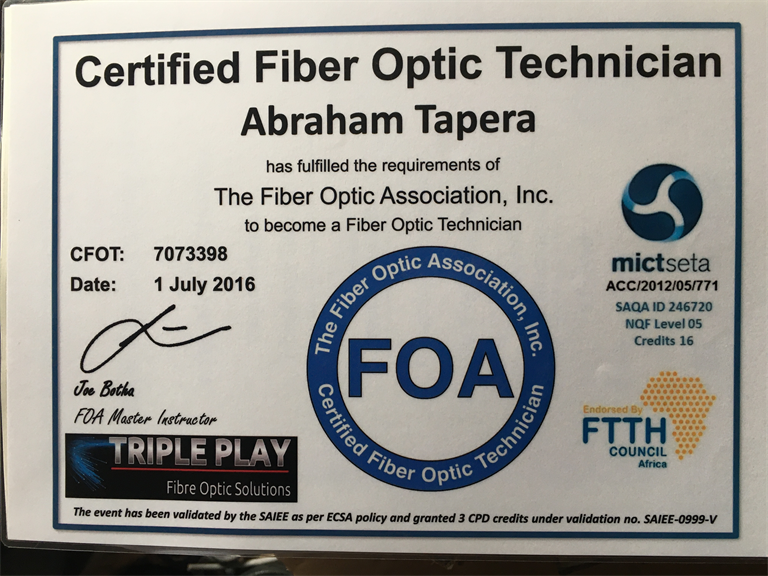 Certified Fiber Optic Technician
Abraham Tapera
has fulfilled the requirements of
The Fiber Optic Association, Inc.
to become a Fiber Optic Technician
CFOT: 7073398
Date: 1 July 2016
Joe Botha
FOA Master Instructor
TRIPLE PLAY
Fibre Optic Solutions
The Fiber Optic Association, Inc.
FOA
Certified Fiber Optic Technician
mictseta
ACC/2012/05/771
SAQA ID 246720
NQF Level 05
Credits 16
Endorsed By
FTTH
COUNCIL
Africa
The event has been validated by the SAIEE as per ECSA policy and granted 3 CPD credits under validation no. SAIEE-0999-V